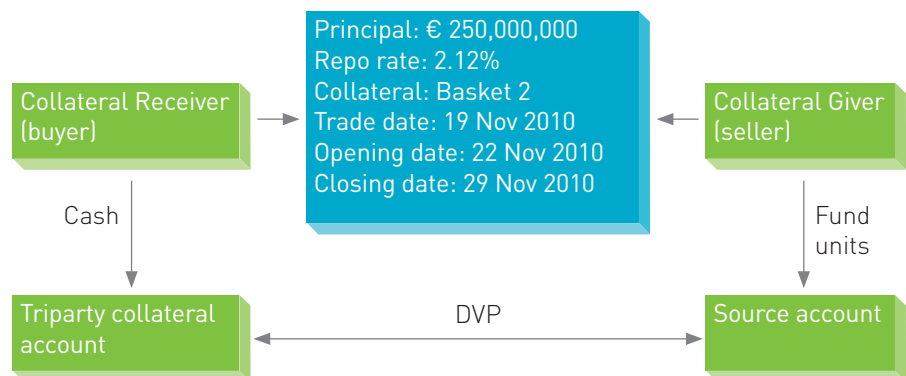 Principal: € 250,000,000
Repo rate: 2.12%
Collateral: Basket 2
Trade date: 19 Nov 2010
Opening date: 22 Nov 2010
Closing date: 29 Nov 2010
Collateral Receiver
(buyer)
Collateral Giver
(seller)
Cash
Fund
units
Triparty collateral
account
DVP
Source account